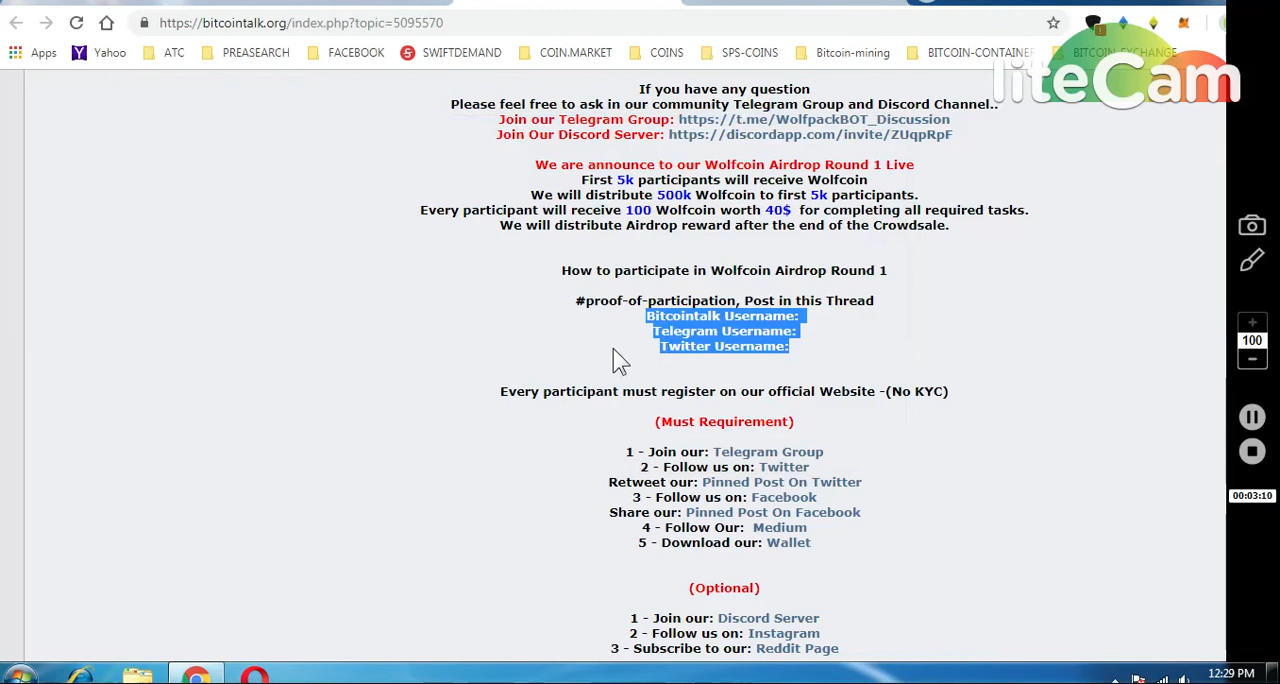 https://bitcointalk.org/index.php?topic=5095570
Apps Yahoo ATC PREASEARCH FACEBOOK SWIFTDEMAND COIN.MARKET COINS SPS-COINS Bitcoin-mining BITCOIN-CONTAINER BITCOIN-EXCHANGE
liteCam
If you have any question
Please feel free to ask in our community Telegram Group and Discord Channel..
Join our Telegram Group: https://t.me/WolfpackBOT_Discussion
Join Our Discord Server: https://discordapp.com/invite/ZUqpRpF
We are announce to our Wolfcoin Airdrop Round 1 Live
First 5k participants will receive Wolfcoin
We will distribute 500k Wolfcoin to first 5k participants.
Every participant will receive 100 Wolfcoin worth 40$ for completing all required tasks.
We will distribute Airdrop reward after the end of the Crowdsale.
How to participate in Wolfcoin Airdrop Round 1
#proof-of-participation, Post in this Thread
Bitcointalk Username:
Telegram Username:
Twitter Username:
100
Every participant must register on our official Website -(No KYC)
(Must Requirement)
1 - Join our: Telegram Group
2 - Follow us on: Twitter
Retweet our: Pinned Post On Twitter
3 - Follow us on: Facebook
Share our: Pinned Post On Facebook
4 - Follow Our: Medium
5 - Download our: Wallet
00:03:10
(Optional)
1 - Join our: Discord Server
2 - Follow us on: Instagram
3 - Subscribe to our: Reddit Page
12:29 PM